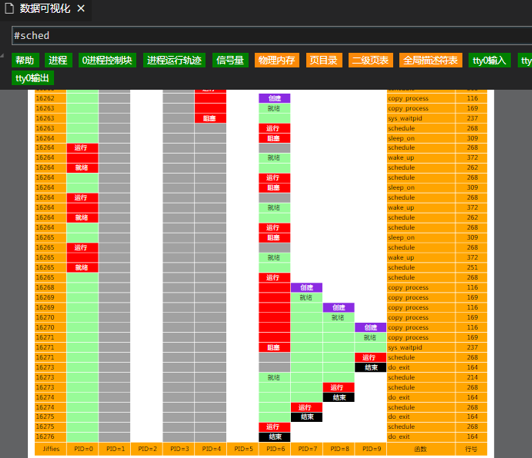 数据可视化
#sched
帮助 进程 0进程控制块 进程运行轨迹 信号量 物理内存 页目录 二级页表 全局描述符表 tty0输入
tty0输出
16262 创建 copy_process 116
16263 就绪 copy_process 169
16263 阻塞 sys_waitpid 237
16263 运行 schedule 268
16264 阻塞 sleep_on 309
16264 运行 schedule 268
16264 就绪 wake_up 372
16264 就绪 schedule 262
16264 运行 schedule 268
16264 阻塞 sleep_on 309
16264 运行 schedule 268
16264 就绪 wake_up 372
16264 就绪 schedule 262
16264 运行 schedule 268
16265 阻塞 sleep_on 309
16265 运行 schedule 268
16265 就绪 wake_up 372
16265 就绪 schedule 251
16265 运行 schedule 268
16268 创建 copy_process 116
16269 就绪 copy_process 169
16269 创建 copy_process 116
16270 就绪 copy_process 169
16270 创建 copy_process 116
16271 就绪 copy_process 169
16271 阻塞 sys_waitpid 237
16271 运行 schedule 268
16273 结束 do_exit 164
16273 就绪 schedule 214
16273 运行 schedule 268
16274 结束 do_exit 164
16274 运行 schedule 268
16275 结束 do_exit 164
16275 运行 schedule 268
16276 结束 do_exit 164
Jiffies PID=0 PID=1 PID=2 PID=3 PID=4 PID=5 PID=6 PID=7 PID=8 PID=9 函数 行号